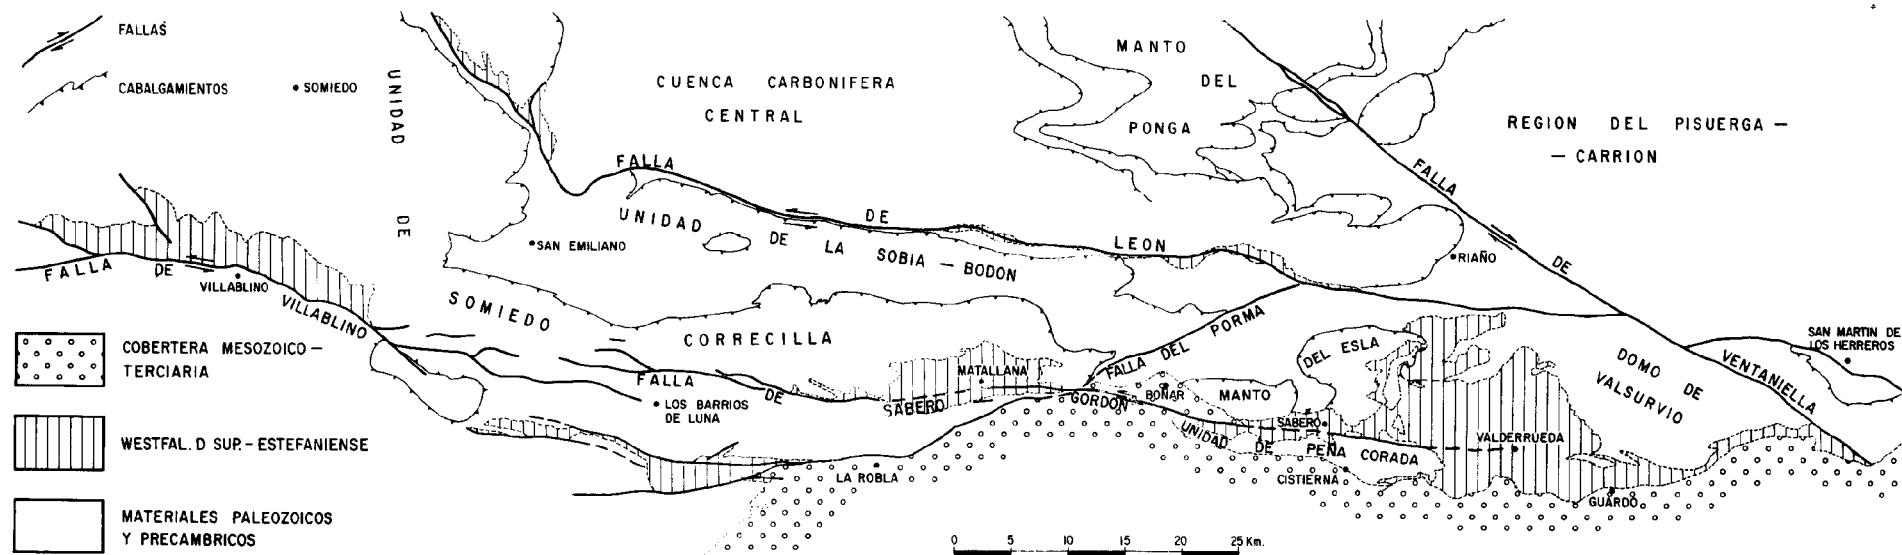 FALLAS
CABALGAMIENTOS
SOMIEDO
UNIDAD DE
CUENCA CARBONIFERA
CENTRAL
MANTO
DEL
PONGA
REGION DEL PISUERGA —
— CARRION
FALLA DE LEON
UNIDAD DE LA SOBIA — BODON
SAN EMILIANO
FALLA DE VILLABLINO
VILLABLINO
SOMIEDO
CORRECILLA
FALLA DE VENTANIELLA
RIAÑO
FALLA DEL PORMA
DEL ESLA
MANTO
DOMO DE
VALSURVIO
SAN MARTIN DE
LOS HERREROS
COBERTERA MESOZOICO —
TERCIARIA
FALLA DE SABERO GORDON
MATALLANA
BOÑAR
LOS BARRIOS
DE LUNA
SABERO
UNIDAD DE PEÑA CORADA
VALDERRUEDA
WESTFAL. D SUP.- ESTEFANIENSE
LA ROBLA
CISTIERNA
GUARDO
MATERIALES PALEOZOICOS
Y PRECAMBRICOS
0 5 10 15 20 25 Km.